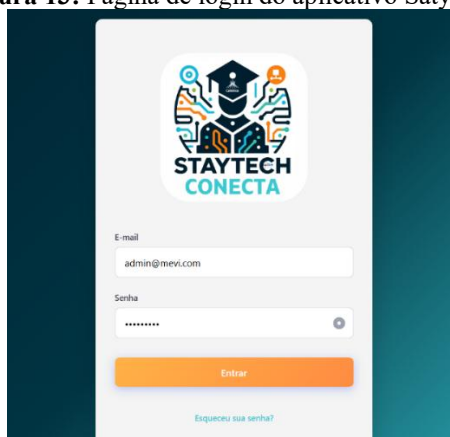 Página de login do aplicativo
STAYTECH
CONECTA
E-mail
admin@mevi.com
Senha
•••••••••
Entrar
Esqueceu sua senha?